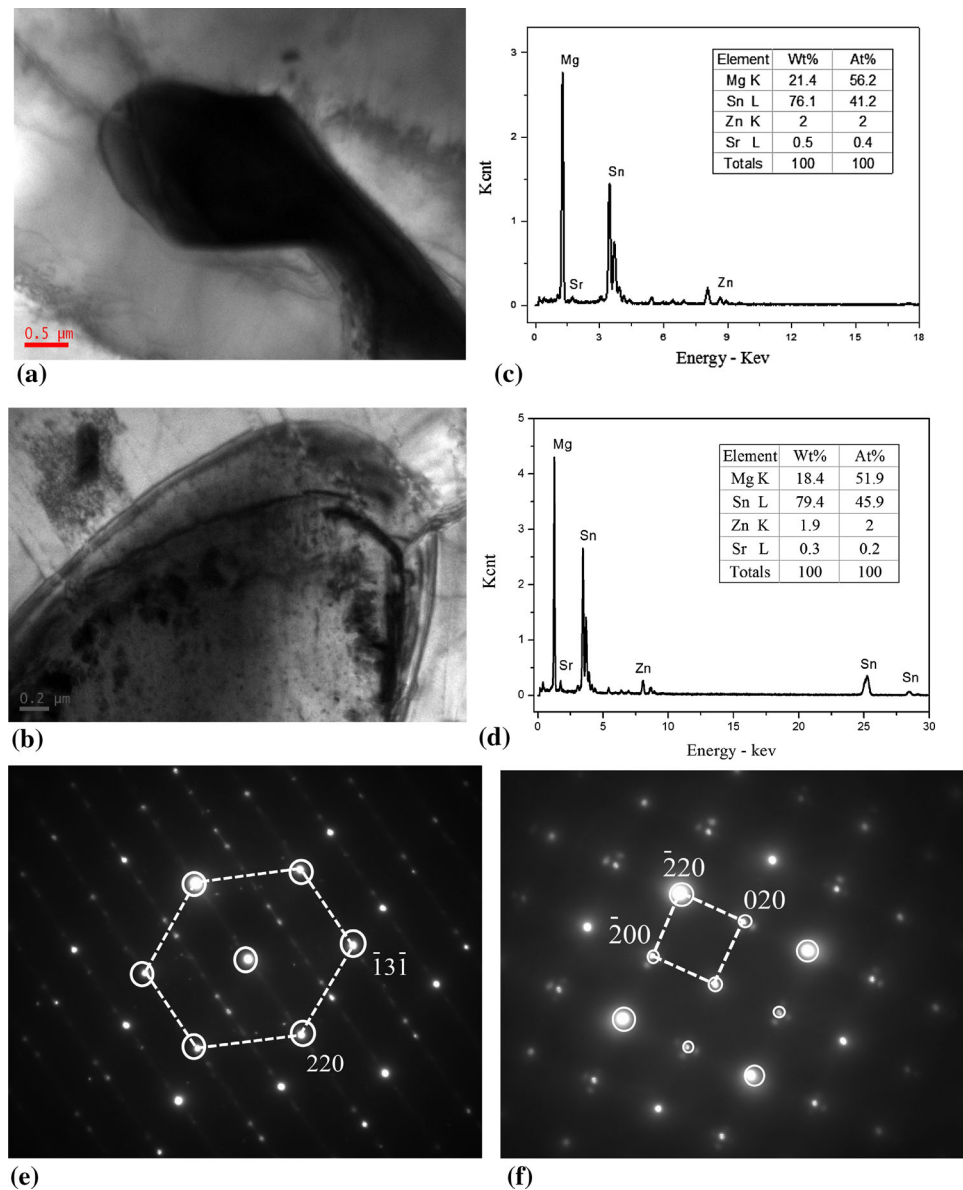 0.5 μm
(a)
3
2
1
0
0 3 6 9 12 15 18
Kcnt
Energy - Kev
Mg
Sr
Sn
Zn
Element Wt% At%
Mg K 21.4 56.2
Sn L 76.1 41.2
Zn K 2 2
Sr L 0.5 0.4
Totals 100 100
(c)
0.2 μm
(b)
5
4
3
2
1
0
0 5 10 15 20 25 30
Kcnt
Energy - kev
Mg
Sr
Sn
Zn
Sn
Sn
Element Wt% At%
Mg K 18.4 51.9
Sn L 79.4 45.9
Zn K 1.9 2
Sr L 0.3 0.2
Totals 100 100
(d)
1̄31̄
220
(e)
2̄20
020
2̄00
(f)